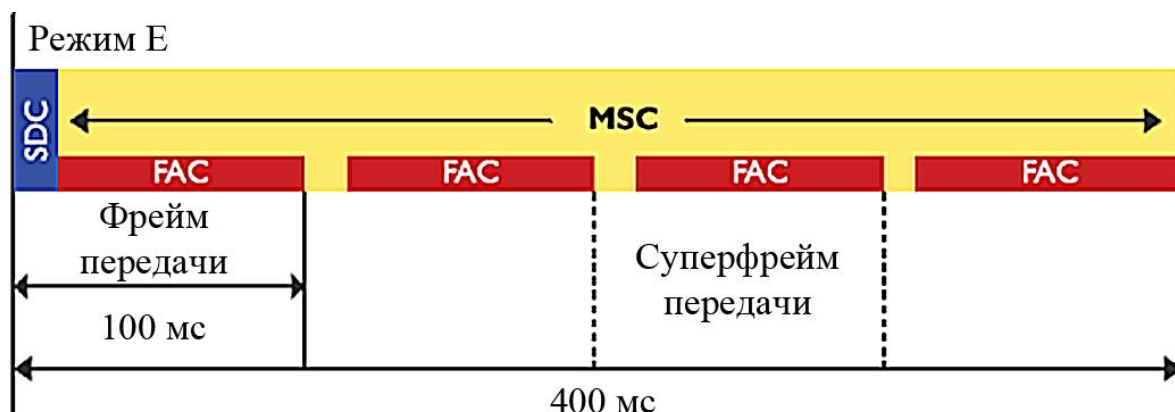 Режим Е
SDC
MSC
FAC FAC FAC FAC
Фрейм
передачи
Суперфрейм
передачи
100 мс
400 мс